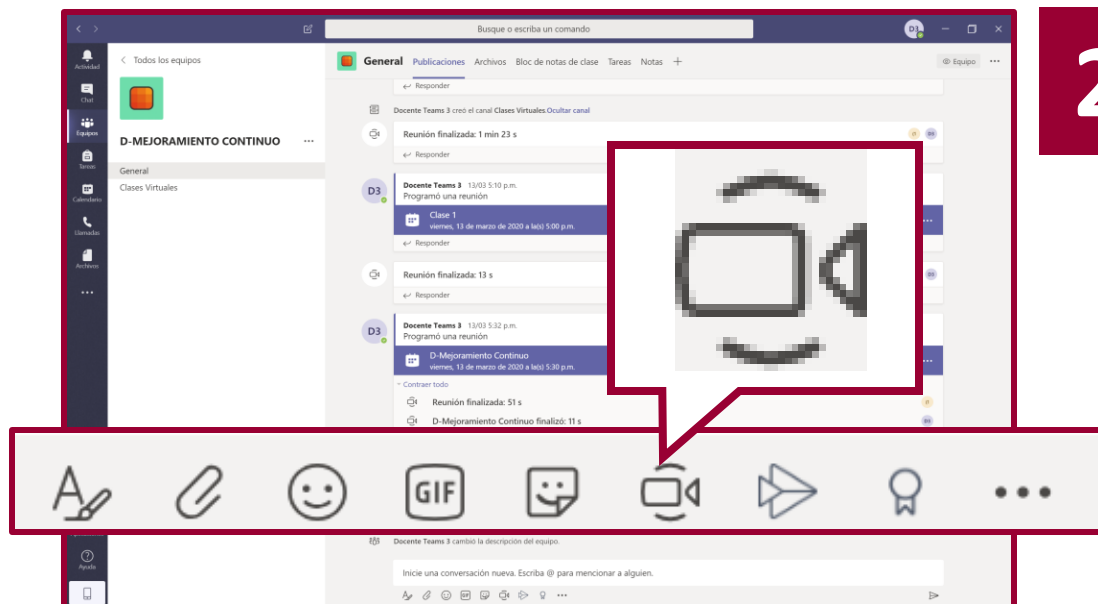 Busque o escriba un comando
D3
2
Actividad
Chat
Equipos
Tareas
Calendario
Llamadas
Archivos
Ayuda
Todos los equipos
D-MEJORAMIENTO CONTINUO
General
Clases Virtuales
General Publicaciones Archivos Bloc de notas de clase Tareas Notas
Equipo
Responder
Docente Teams 3 creó el canal Clases Virtuales.Ocultar canal
Reunión finalizada: 1 min 23 s
Responder
D3
Docente Teams 3 13/03 5:10 p.m.
Programó una reunión
Clase 1
viernes, 13 de marzo de 2020 a la(s) 5:00 p.m.
Responder
Reunión finalizada: 13 s
Responder
D3
Docente Teams 3 13/03 5:32 p.m.
Programó una reunión
D-Mejoramiento Continuo
viernes, 13 de marzo de 2020 a la(s) 5:30 p.m.
Contraer todo
Reunión finalizada: 51 s
D-Mejoramiento Continuo finalizó: 11 s
GIF
Docente Teams 3 cambió la descripción del equipo.
Inicie una conversación nueva. Escriba @ para mencionar a alguien.
GIF